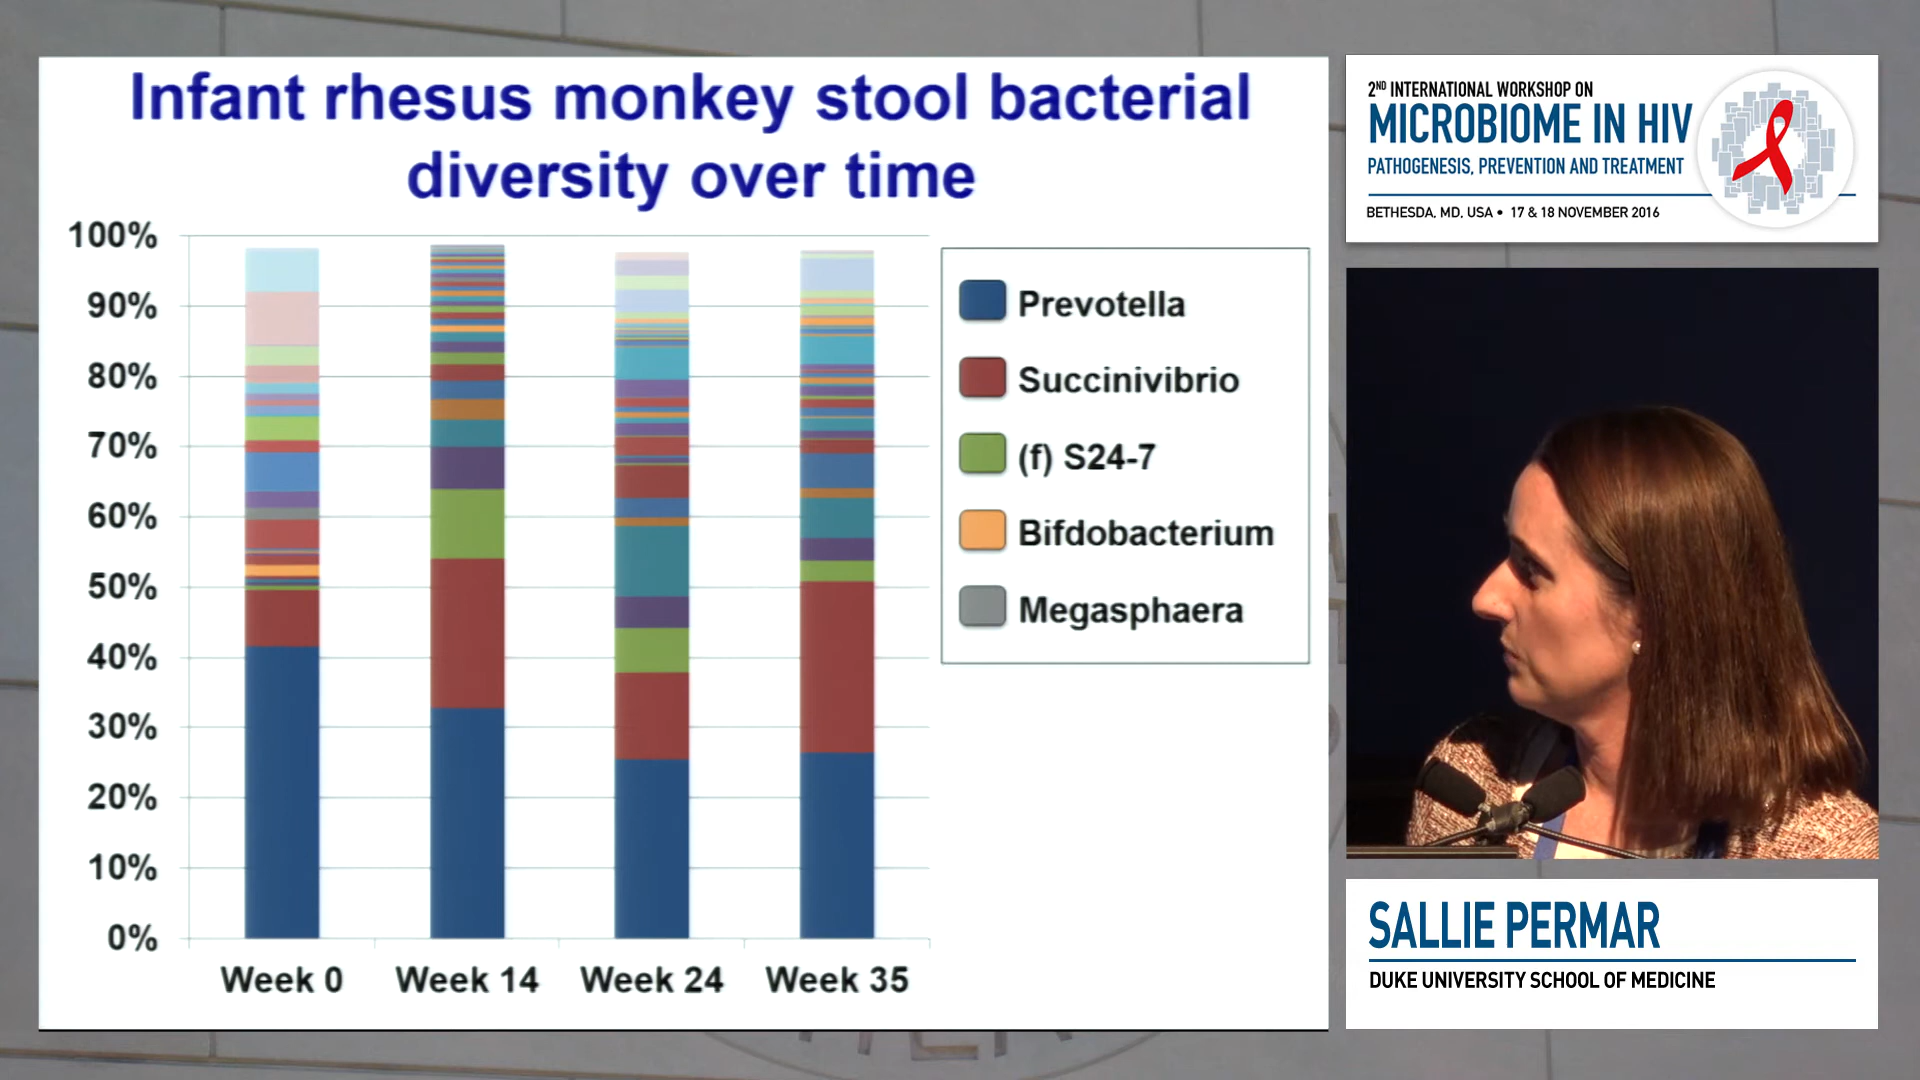 Infant rhesus monkey stool bacterial
diversity over time
100%
90%
80%
70%
60%
50%
40%
30%
20%
10%
0%
Week 0
Week 14
Week 24
Week 35
Prevotella
Succinivibrio
(f) S24-7
Bifdobacterium
Megasphaera
2ND INTERNATIONAL WORKSHOP ON
MICROBIOME IN HIV
PATHOGENESIS, PREVENTION AND TREATMENT
BETHESDA, MD, USA • 17 & 18 NOVEMBER 2016
SALLIE PERMAR
DUKE UNIVERSITY SCHOOL OF MEDICINE